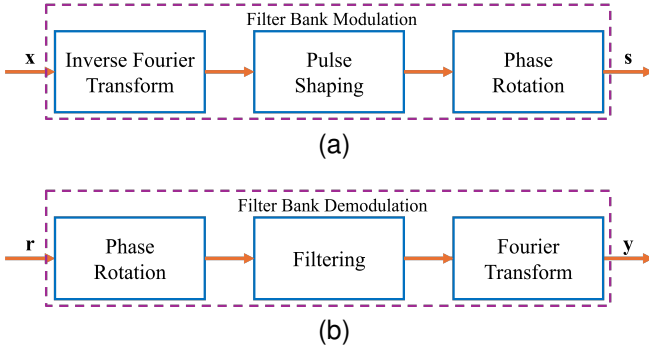 Filter Bank Modulation
x
Inverse Fourier
Transform
Pulse
Shaping
Phase
Rotation
s
(a)
Filter Bank Demodulation
r
Phase
Rotation
Filtering
Fourier
Transform
y
(b)